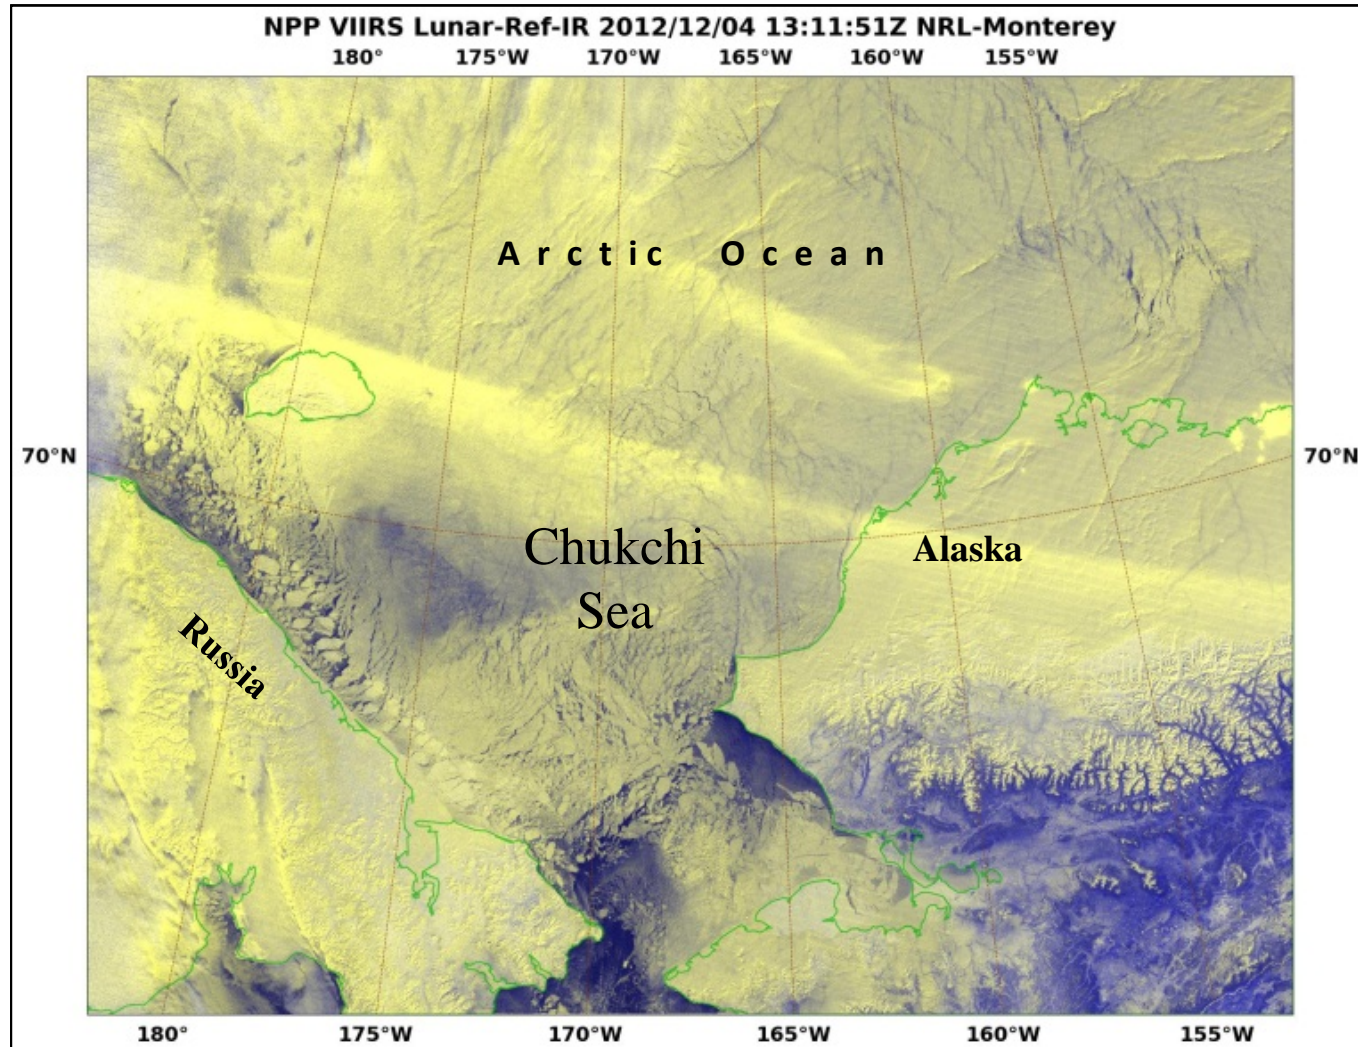 NPP VIIRS Lunar-Ref-IR 2012/12/04 13:11:51Z NRL-Monterey
180° 175°W 170°W 165°W 160°W 155°W
Arctic Ocean
70°N 70°N
Chukchi
Sea
Alaska
Russia
180° 175°W 170°W 165°W 160°W 155°W